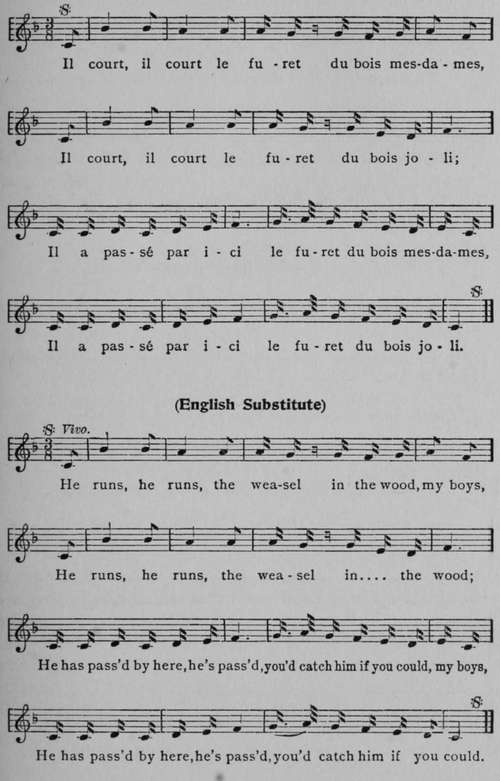 Il court, il court le fu - ret du bois mes-da-mes,
Il court, il court le fu - ret du bois jo - li;
Il a pas - sé par i - ci le fu - ret du bois mes-da-mes,
Il a pas - sé par i - ci le fu - ret du bois jo - li.
(English Substitute)
Vivo.
He runs, he runs, the wea-sel in the wood, my boys,
He runs, he runs, the wea - sel in.... the wood;
He has pass'd by here, he's pass'd, you'd catch him if you could, my boys,
He has pass'd by here, he's pass'd, you'd catch him if you could.